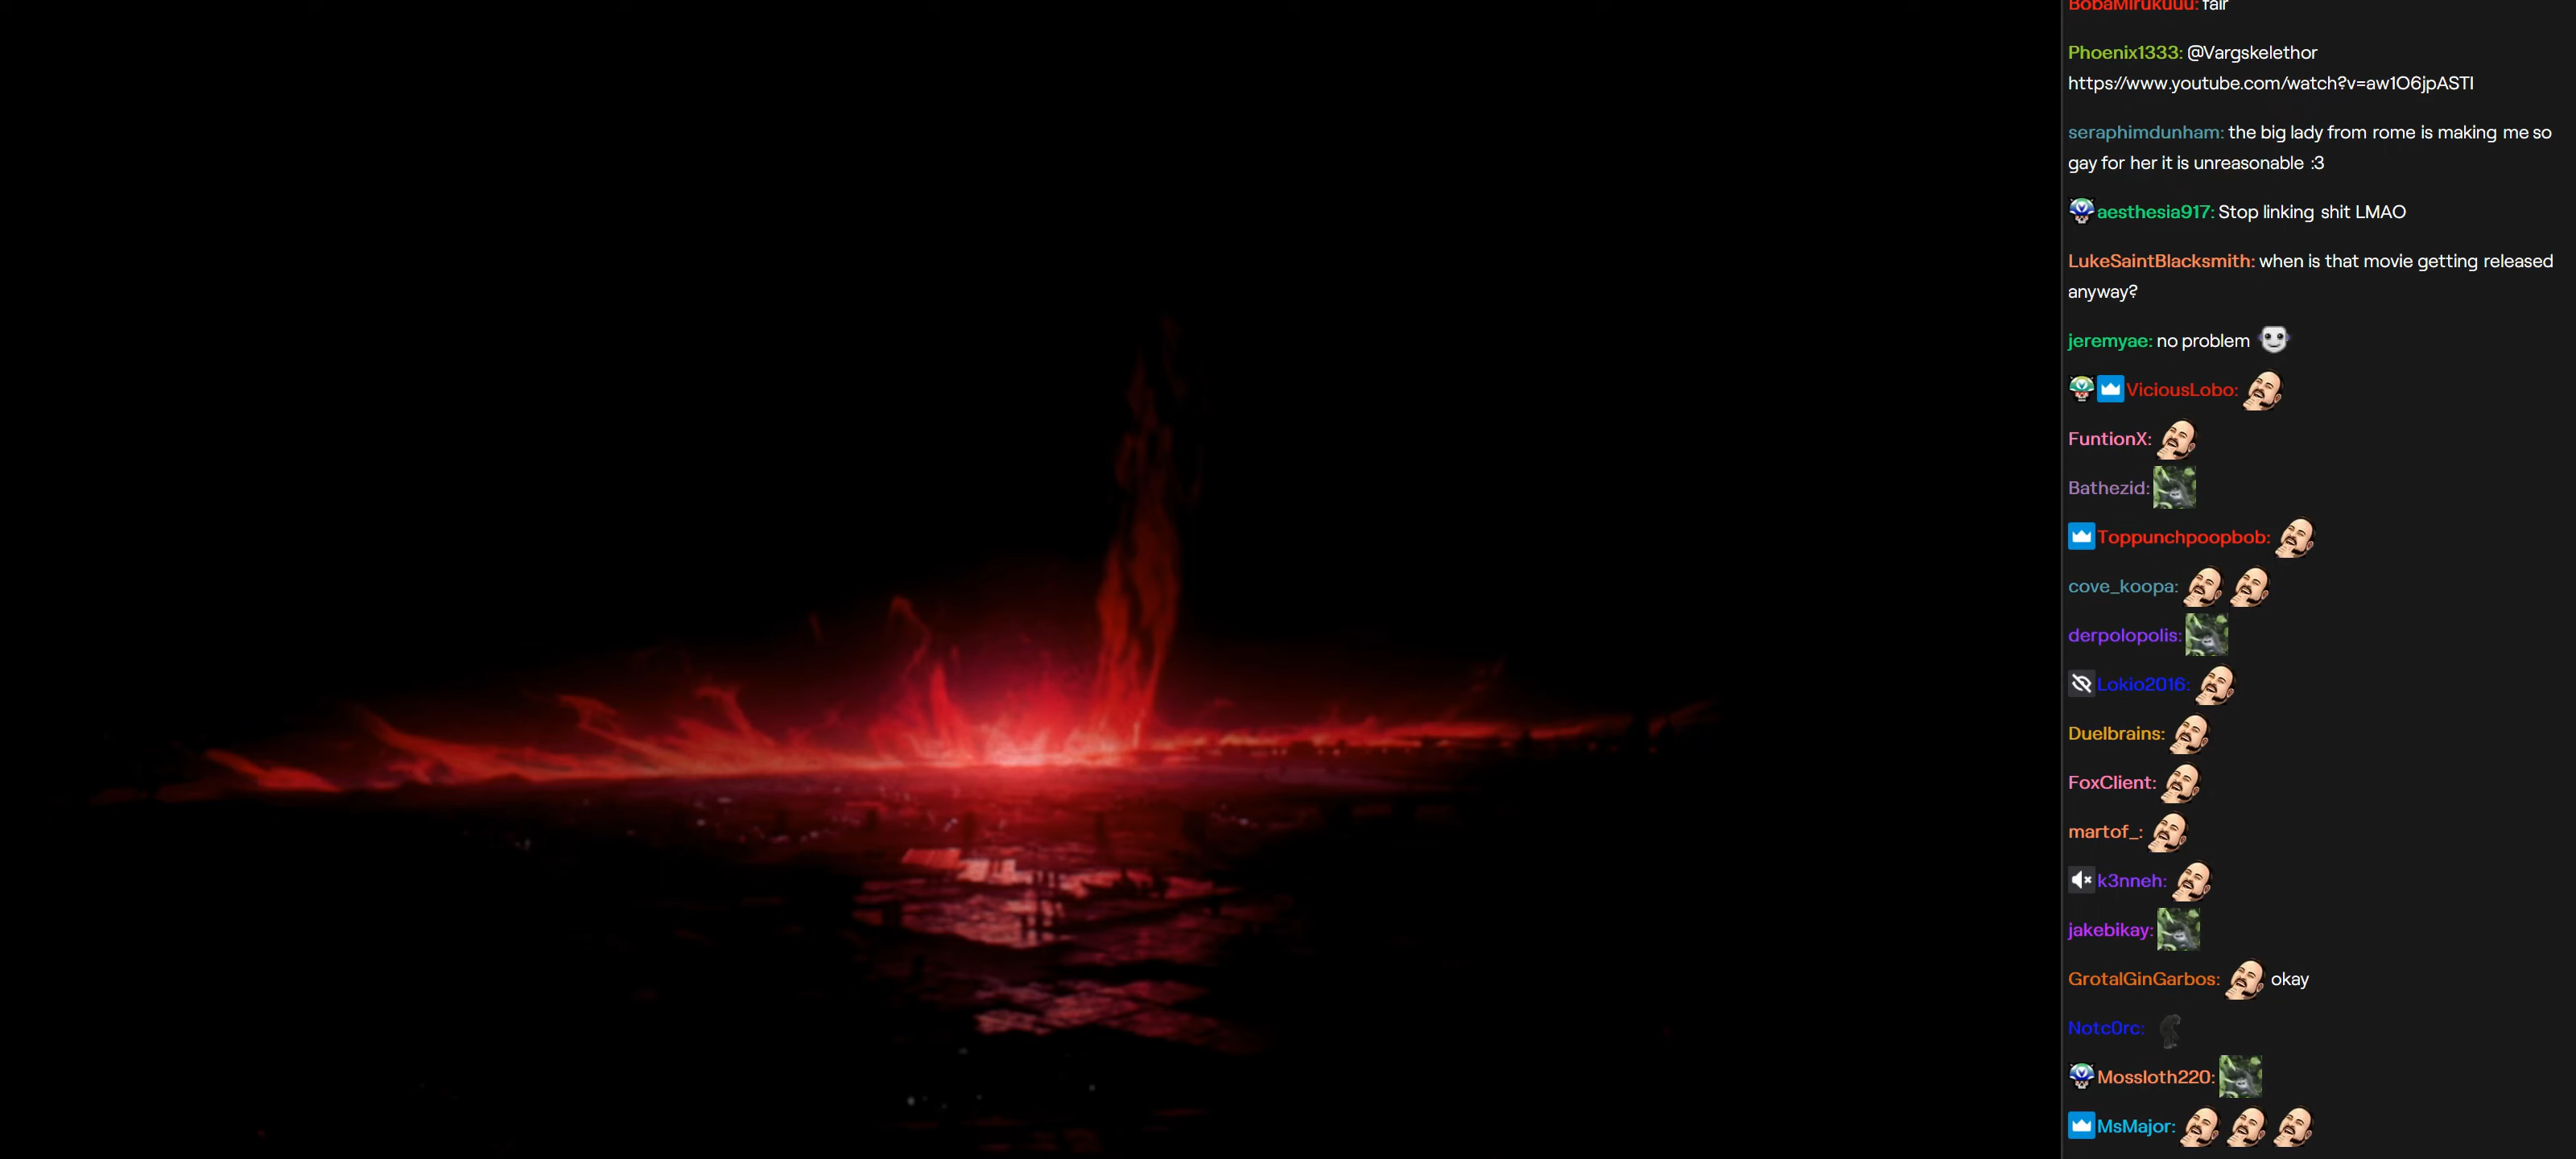 BobaMirukuuu: fair
Phoenix1333: @Vargskelethor
https://www.youtube.com/watch?v=aw1O6jpASTI
seraphimdunham: the big lady from rome is making me so
gay for her it is unreasonable :3
aesthesia917: Stop linking shit LMAO
LukeSaintBlacksmith: when is that movie getting released
anyway?
jeremyae: no problem
ViciousLobo:
FuntionX:
Bathezid:
Toppunchpoopbob:
cove_koopa:
derpolopolis:
Lokio2016:
Duelbrains:
FoxClient:
martof_:
k3nneh:
jakebikay:
GrotalGinGarbos: okay
Notc0rc:
Mossloth220:
MsMajor: